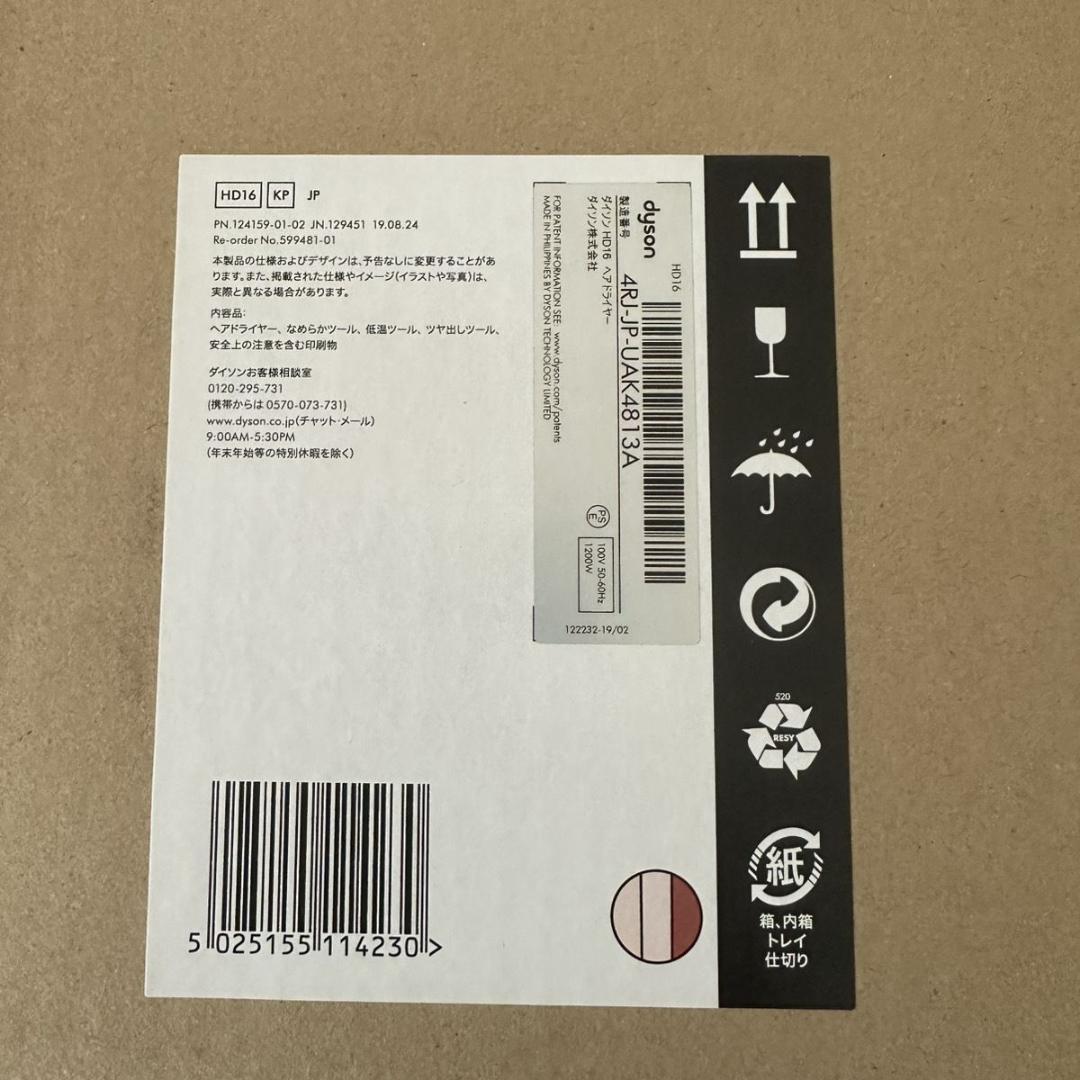 HD16 KP JP
PN.124159-01-02 JN.129451 19.08.24
Re-order No.599481-01
本製品の仕様およびデザインは、予告なしに変更することがあ
ります。また、掲載された仕様やイメージ(イラストや写真)は、
実際と異なる場合があります。
内容品:
ヘアドライヤー、なめらかツール、低温ツール、ツヤ出しツール、
安全上の注意を含む印刷物
ダイソンお客様相談室
0120-295-731
(携帯からは 0570-073-731)
www.dyson.co.jp(チャット·メール)
9:00AM-5:30PM
(年末年始等の特別休暇を除く)
dyson
HD16
製造番号
4RJ-JP-UAK4813A
ダイソン HD16 ヘアドライヤー
ダイソン株式会社
FOR PATENT INFORMATION SEE: www.dyson.com/patents
MADE IN PHILIPPINES BY DYSON TECHNOLOGY LIMITED
PS
E
100V 50-60Hz
1200W
122232-19/02
5 025155 114230 >
520
RESY
紙
箱、内箱
トレイ
仕切り